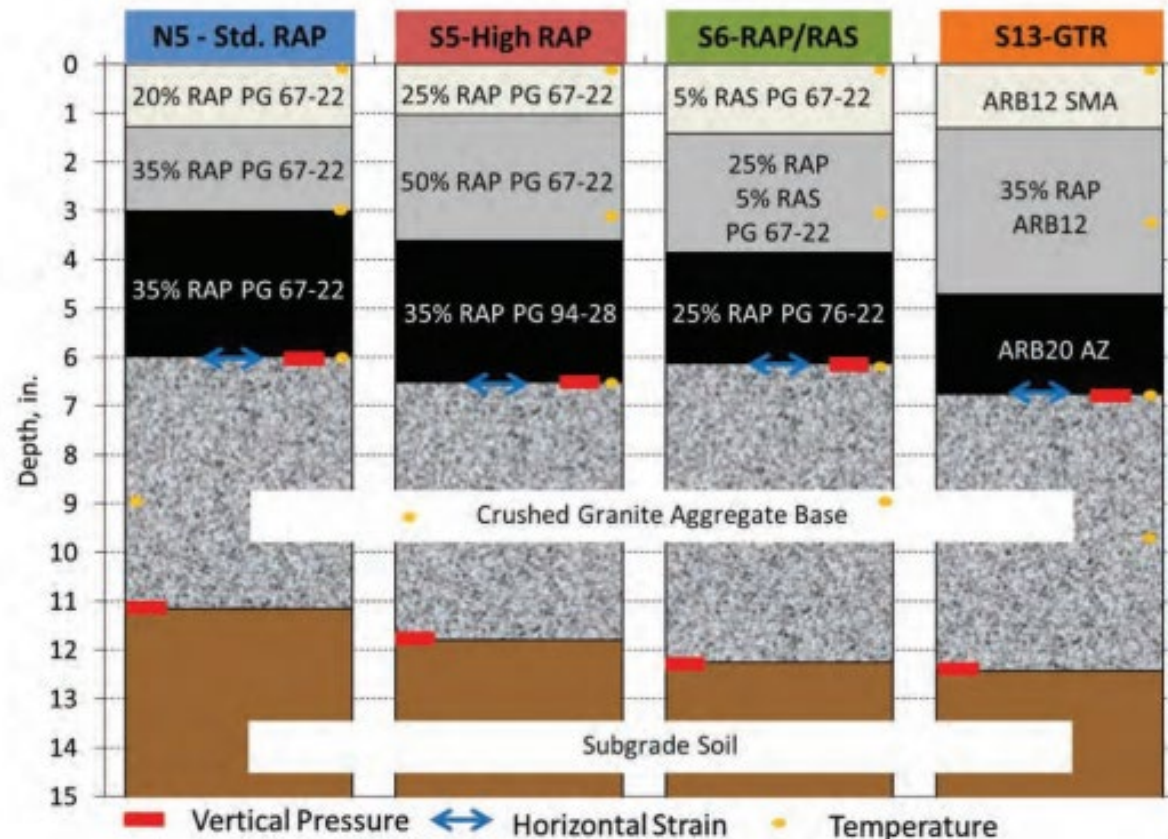 N5 - Std. RAP
S5-High RAP
S6-RAP/RAS
S13-GTR
Depth, in.
0
1
2
3
4
5
6
7
8
9
10
11
12
13
14
15
20% RAP PG 67-22
35% RAP PG 67-22
35% RAP PG 67-22
25% RAP PG 67-22
50% RAP PG 67-22
35% RAP PG 94-28
5% RAS PG 67-22
25% RAP
5% RAS
PG 67-22
25% RAP PG 76-22
ARB12 SMA
35% RAP
ARB12
ARB20 AZ
Crushed Granite Aggregate Base
Subgrade Soil
Vertical Pressure
Horizontal Strain
Temperature